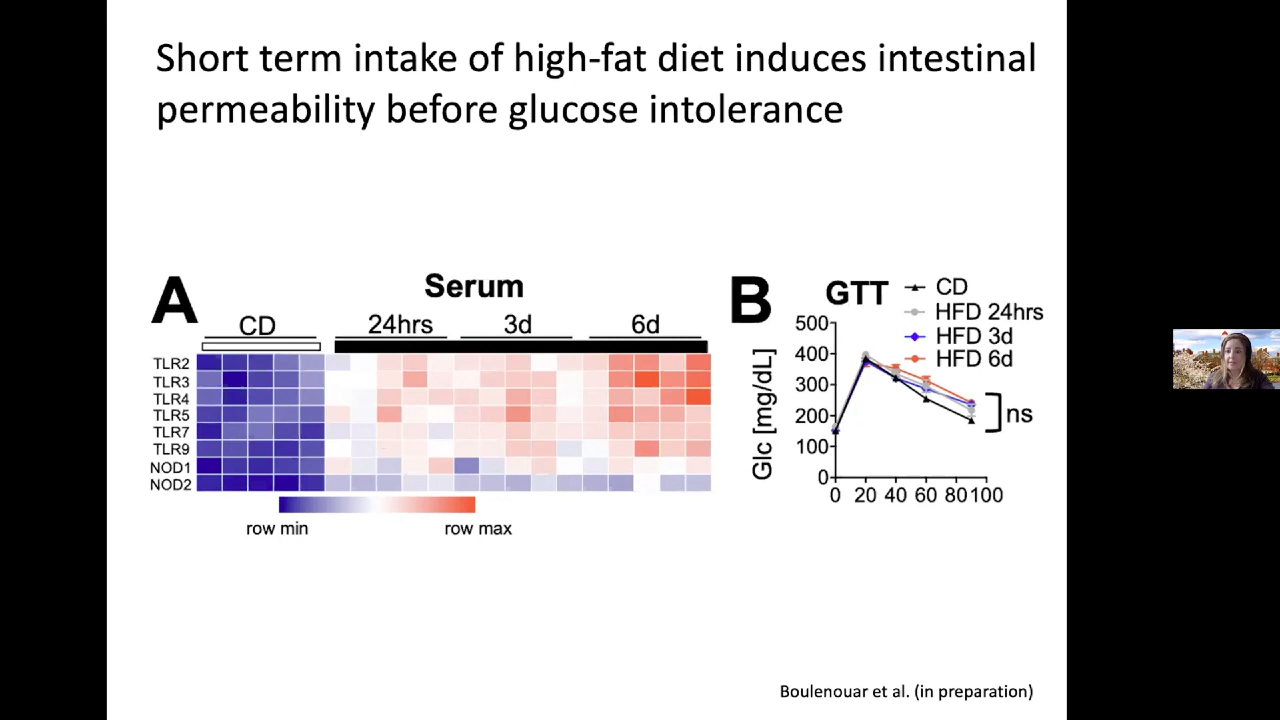 Short term intake of high-fat diet induces intestinal
permeability before glucose intolerance
A
Serum
CD
24hrs
3d
6d
TLR2
TLR3
TLR4
TLR5
TLR7
TLR9
NOD1
NOD2
row min
row max
B
GTT
CD
HFD 24hrs
HFD 3d
HFD 6d
Glc [mg/dL]
500
400
300
200
100
0
0 20 40 60 80 100
ns
Boulenouar et al. (in preparation)